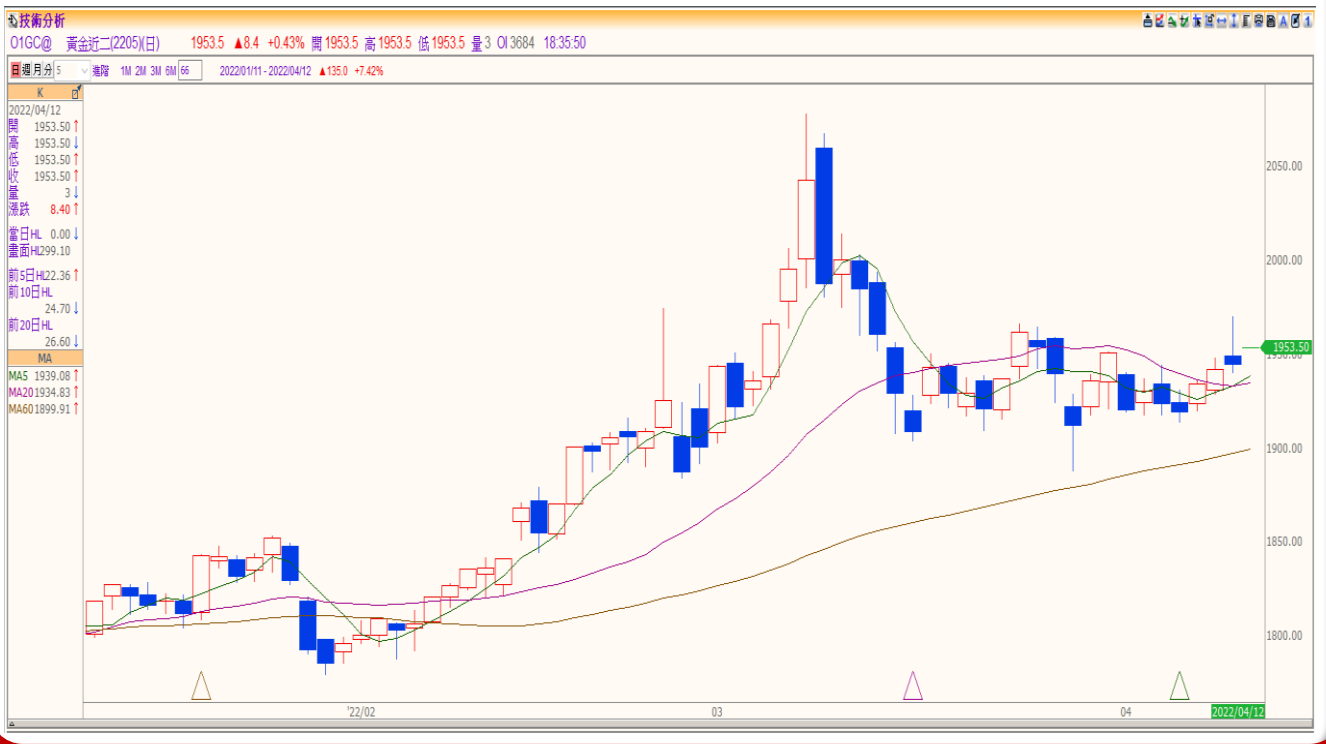 技術分析
O1GC@ 黃金近二(2205)(日) 1953.5 ▲8.4 +0.43% 開 1953.5 高 1953.5 低 1953.5 量 3 OI 3684 18:35:50
日 週 月 分 5 進階 1M 2M 3M 6M 66 2022/01/11 - 2022/04/12 ▲135.0 +7.42%
K
2022/04/12
開 1953.50↑
高 1953.50↓
低 1953.50↑
收 1953.50↑
量 3↓
漲跌 8.40↑
當日HL 0.00↓
畫面HL299.10
前5日HL22.36↑
前10日HL
24.70↓
前20日HL
26.60↓
MA
MA5 1939.08↑
MA20 1934.83↑
MA60 1899.91↑
2050.00
2000.00
1953.50
1950.00
1900.00
1850.00
1800.00
'22/02 03 04 2022/04/12